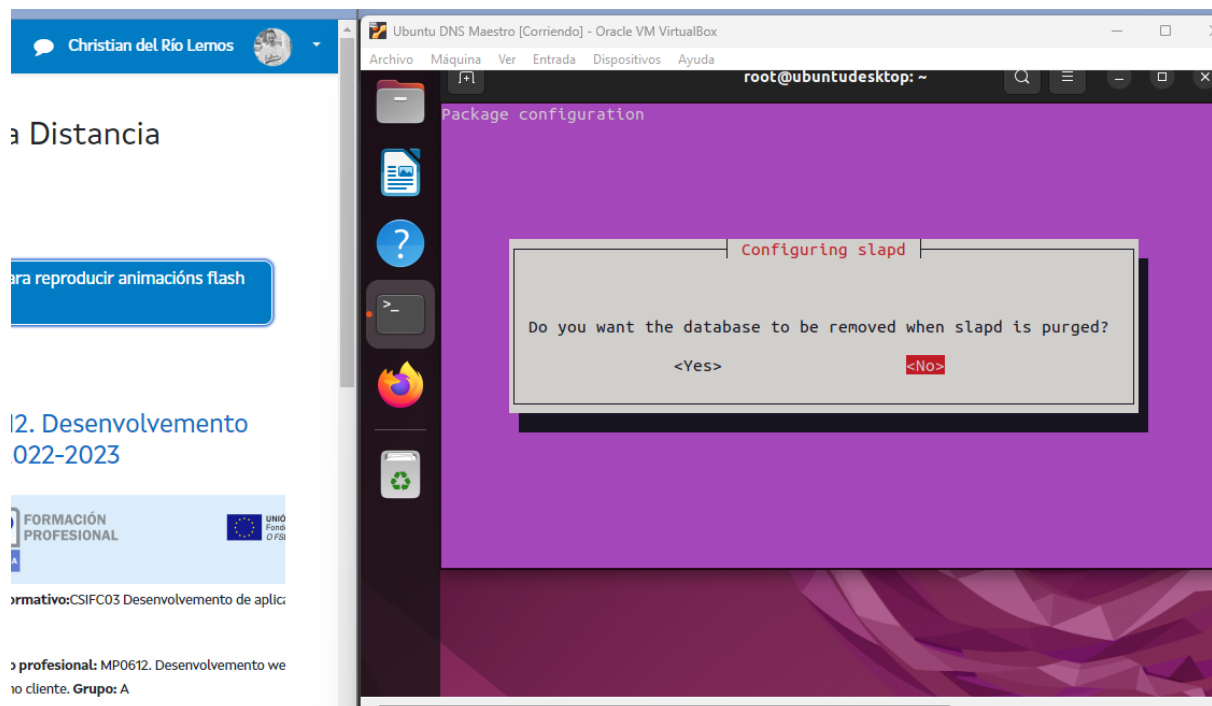 Christian del Río Lemos
a Distancia
ara reproducir animacións flash
12. Desenvolvemento
2022-2023
FORMACIÓN
PROFESIONAL
UNIÓ
Fondo
O FSE
ormativo:CSIFC03 Desenvolvemento de aplica
o profesional: MP0612. Desenvolvemento we
no cliente. Grupo: A
Ubuntu DNS Maestro [Corriendo] - Oracle VM VirtualBox
Archivo Máquina Ver Entrada Dispositivos Ayuda
root@ubuntudesktop: ~
Package configuration
Configuring slapd
Do you want the database to be removed when slapd is purged?
<Yes> <No>